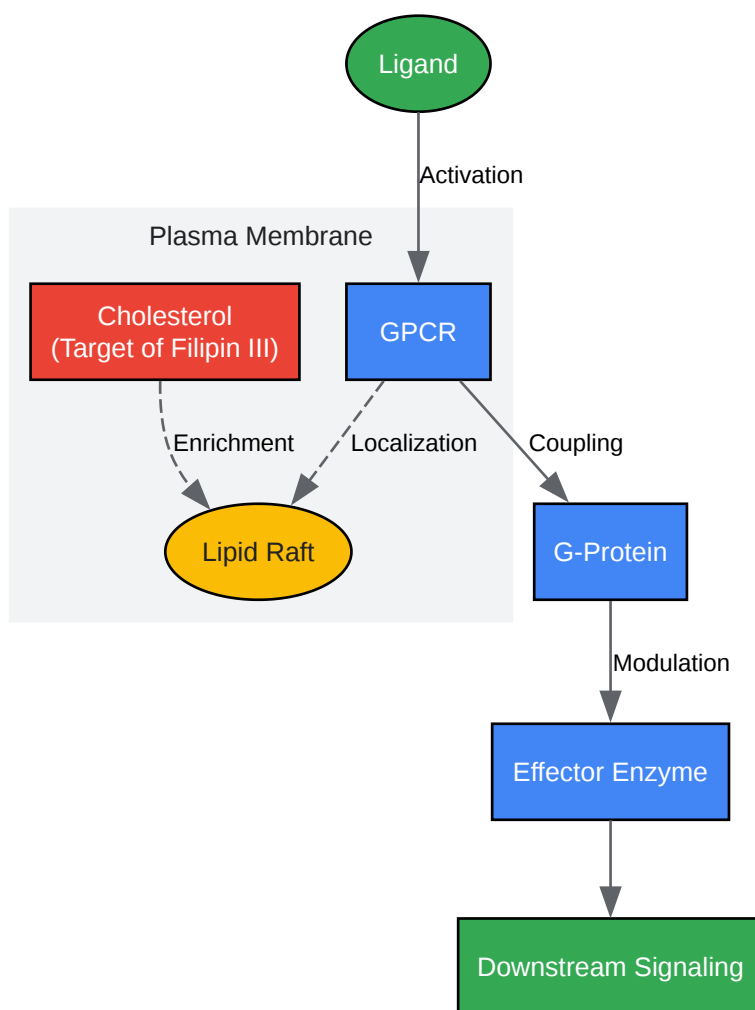 Ligand
Activation
Plasma Membrane
Cholesterol
(Target of Filipin III)
GPCR
Enrichment
Localization
Coupling
Lipid Raft
G-Protein
Modulation
Effector Enzyme
Downstream Signaling